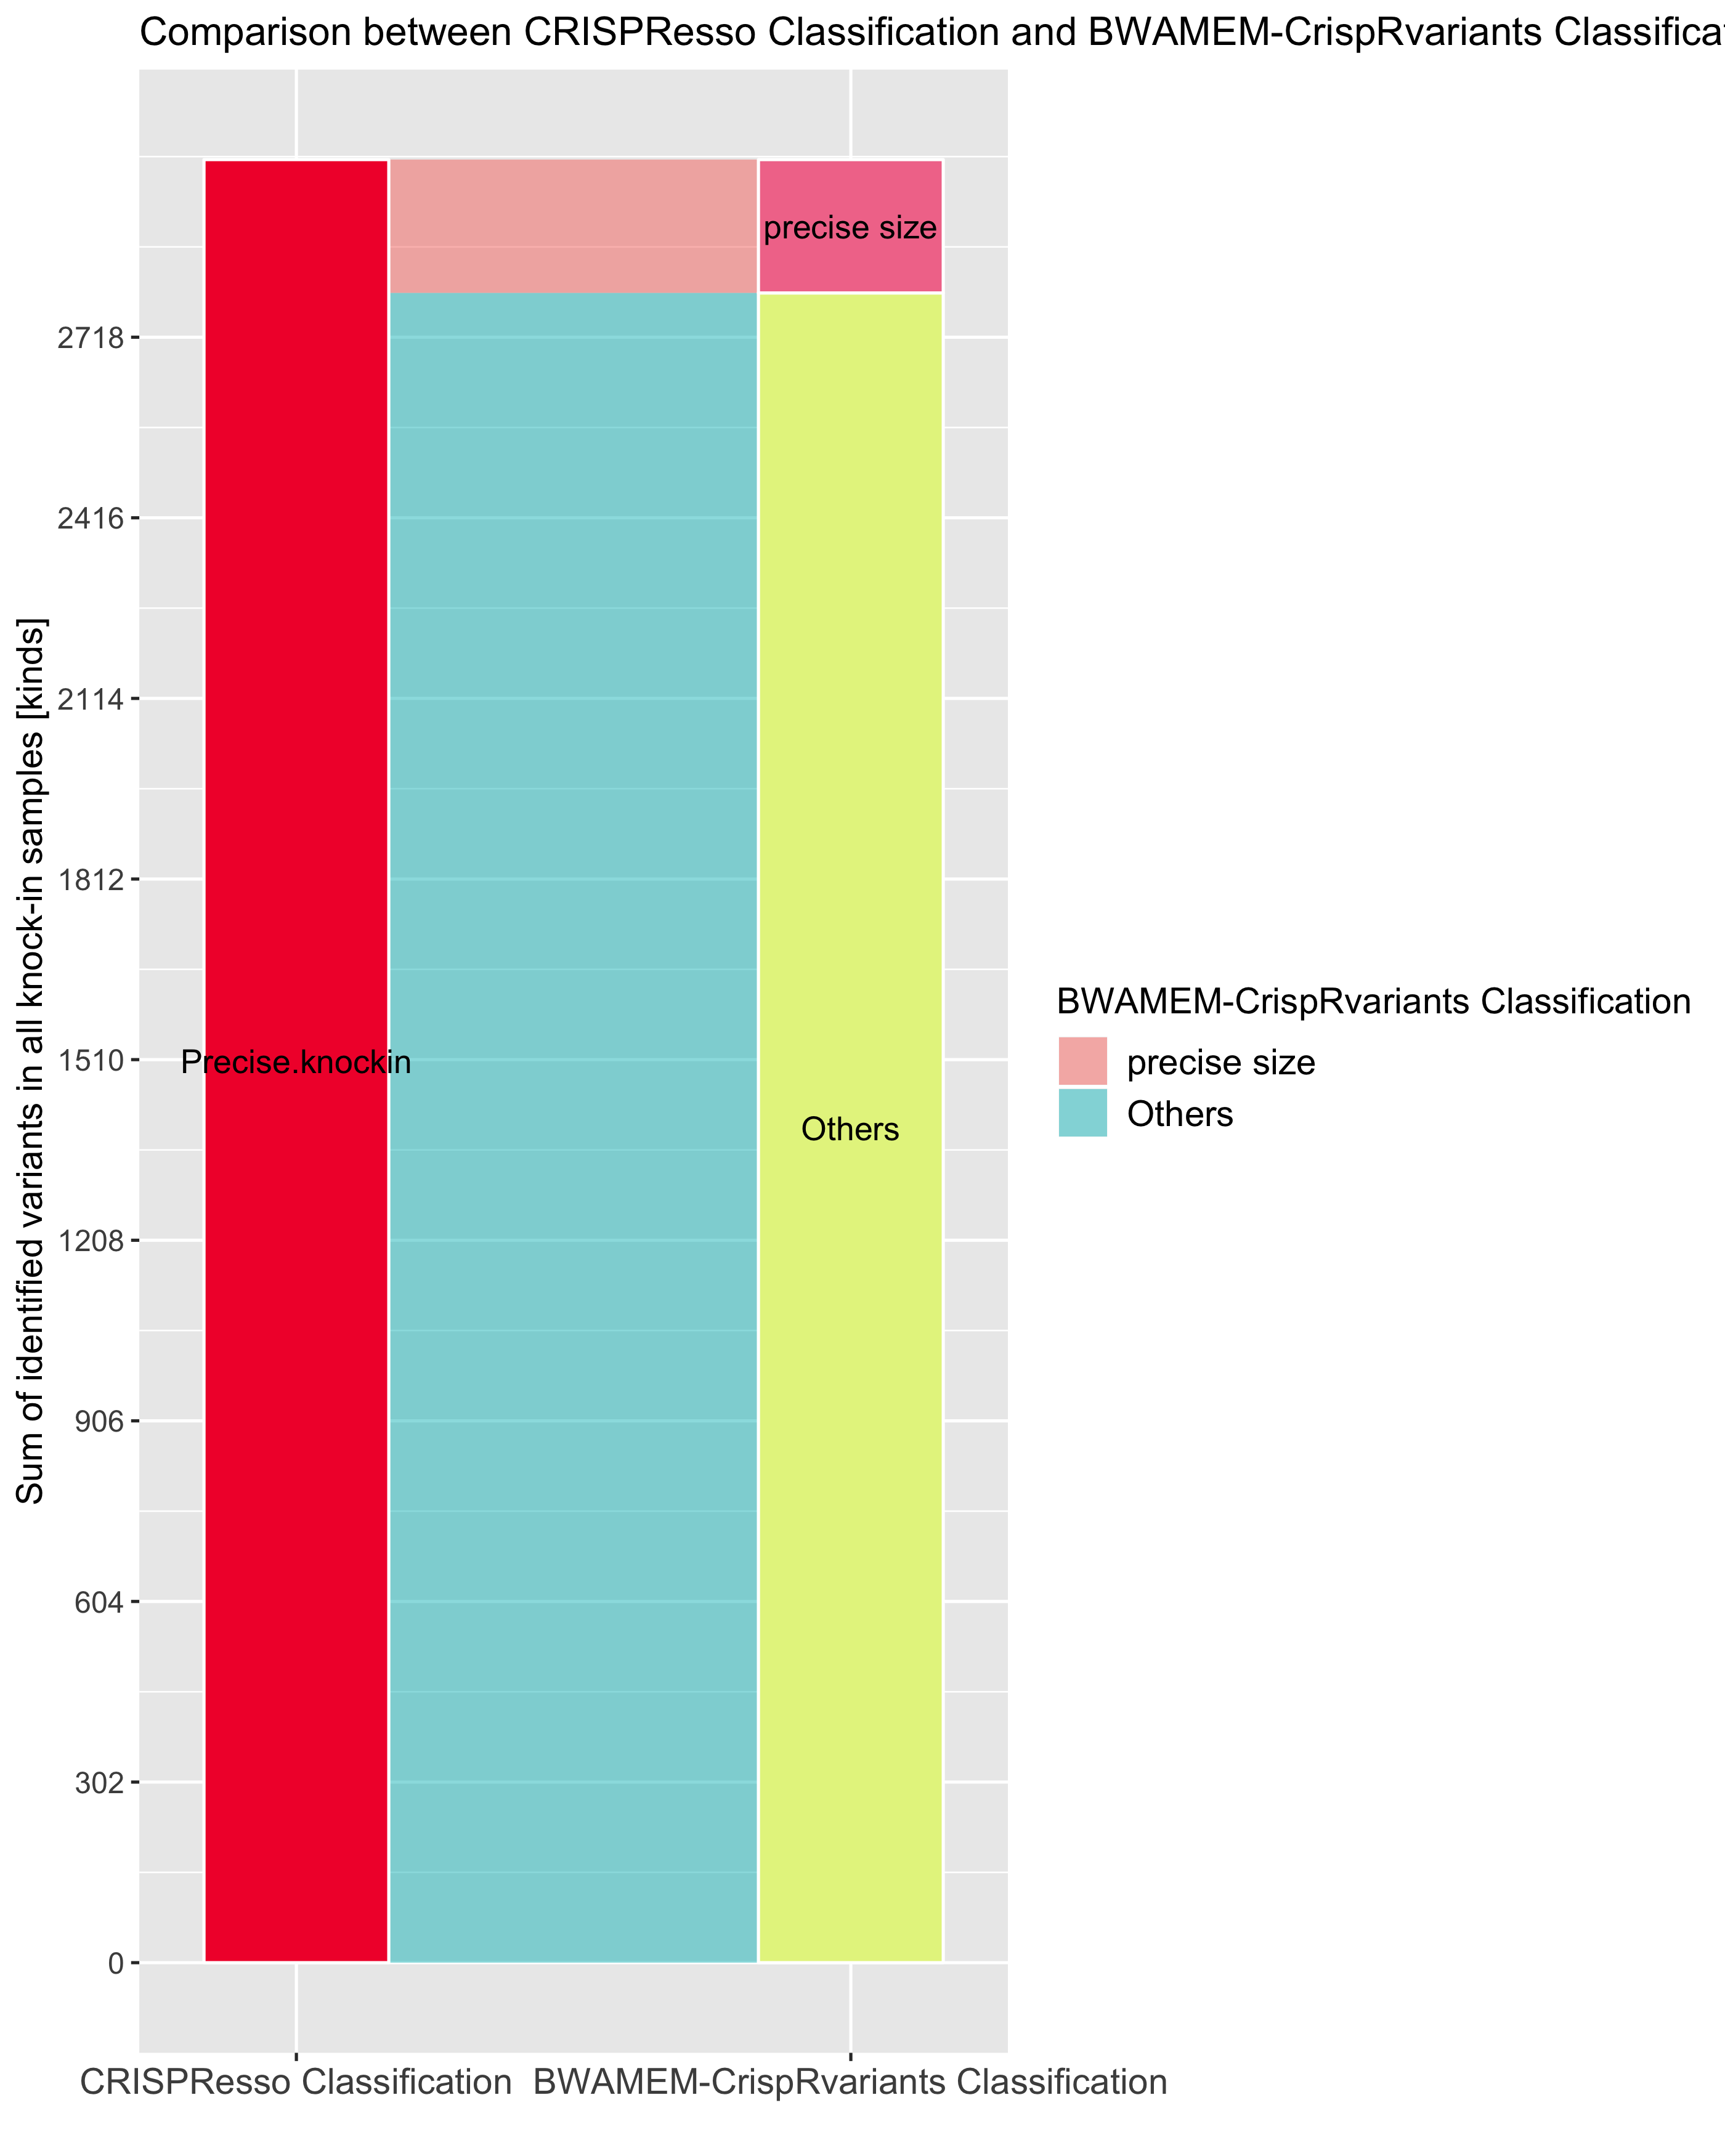 Comparison between CRISPResso Classification and BWAMEM-CrispRvariants
Sum of identified variants in all knock-in samples [kinds]
2718
2416
2114
1812
1510
1208
906
604
302
0
precise size
Precise.knockin
Others
BWAMEM-CrispRvariants Classification
precise size
Others
CRISPResso Classification
BWAMEM-CrispRvariants Classification